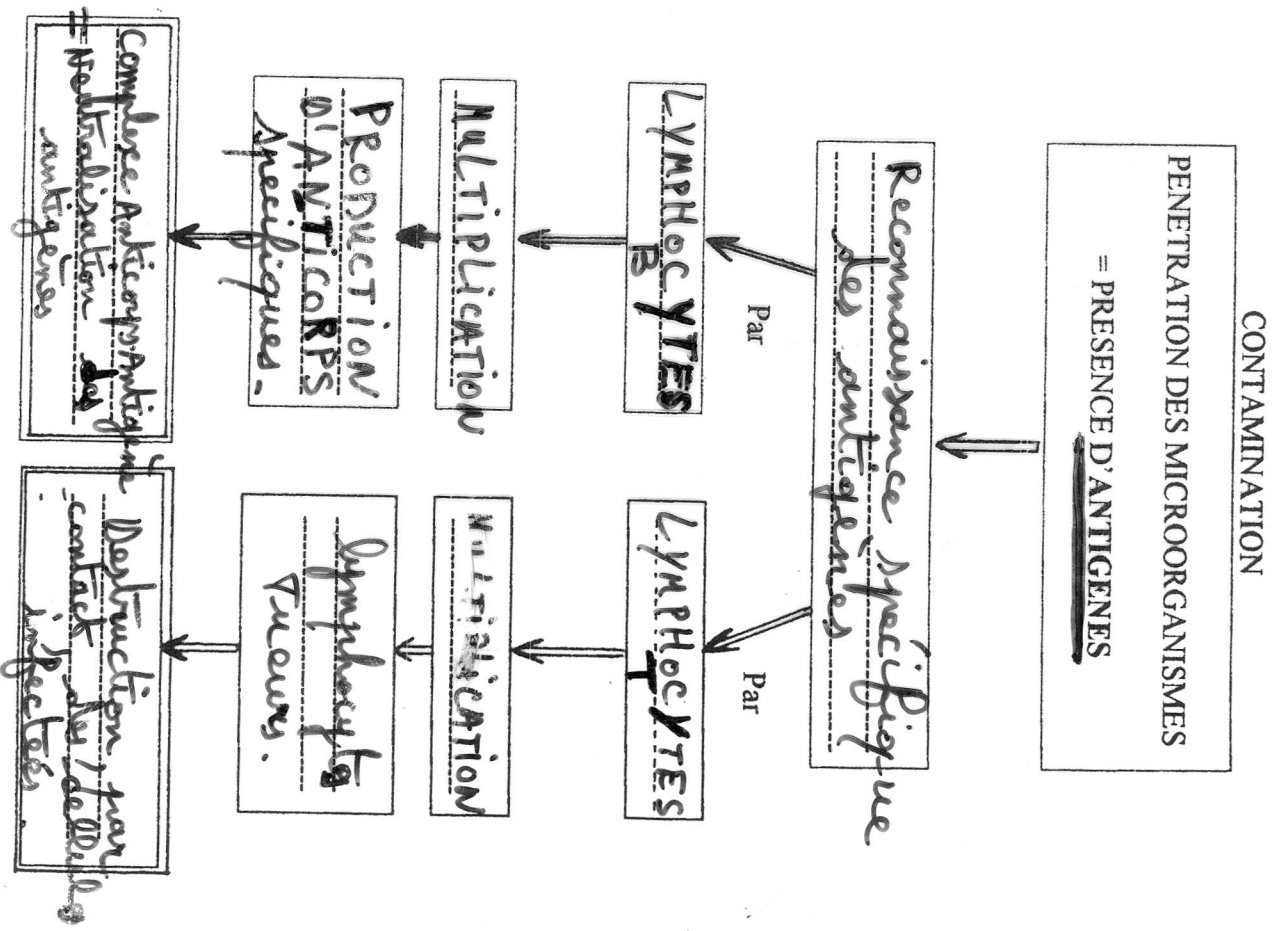 CONTAMINATION
PENETRATION DES MICROORGANISMES
= PRESENCE D'ANTIGENES
Reconnaissance spécifique
des antigènes
Par
Par
LYMPHOCYTES
B
LYMPHOCYTES
T
MULTIPLICATION
MULTIPLICATION
PRODUCTION
D'ANTICORPS
spécifiques.
lymphocytes
Tueurs.
Complexe Anticorps Antigène
= Neutralisation des
antigènes
Destruction par
contact des cellules
infectées.